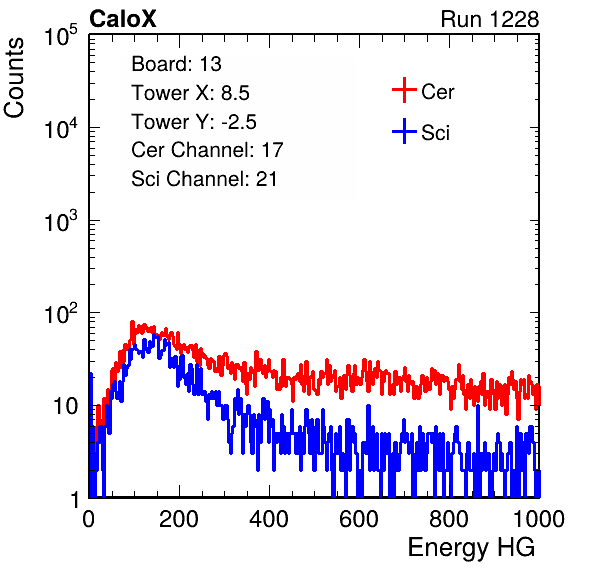 CaloX Run 1228
10^5
Counts
Board: 13
Tower X: 8.5
Tower Y: -2.5
Cer Channel: 17
Sci Channel: 21
Cer
Sci
10^4
10^3
10^2
10
1
0 200 400 600 800 1000
Energy HG